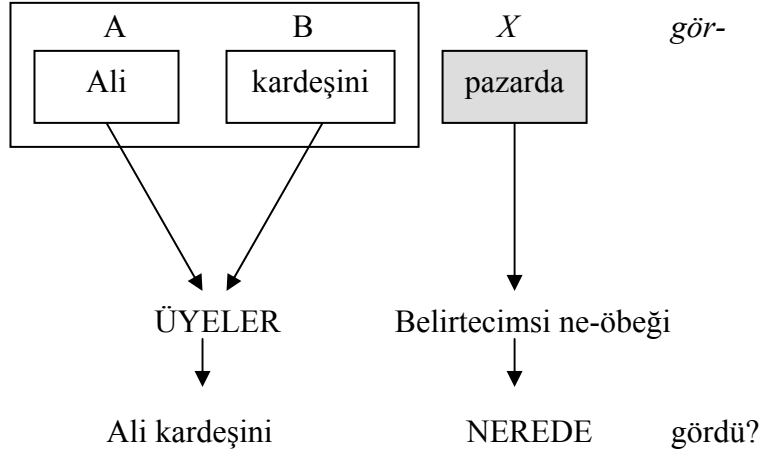 A B X gör-
Ali kardeşini pazarda
ÜYELER Belirtecimsi ne-öbeği
Ali kardeşini NEREDE gördü?